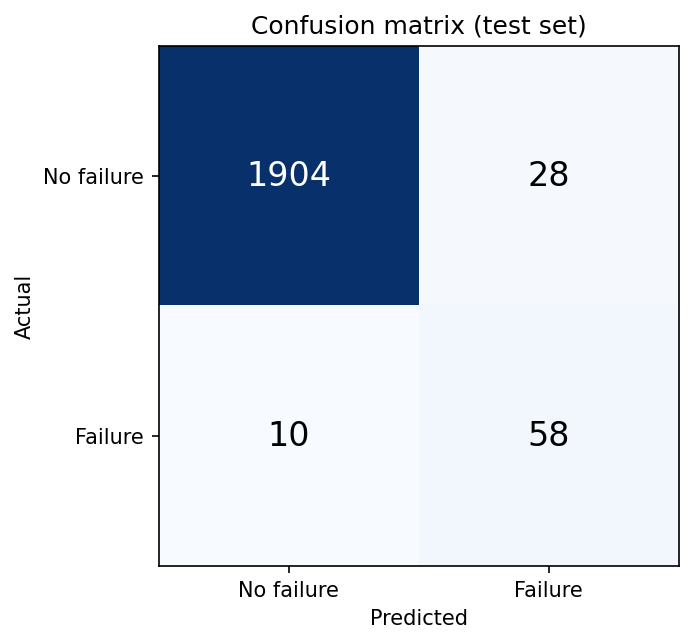 Confusion matrix (test set)
Actual
No failure
1904
28
Failure
10
58
No failure
Failure
Predicted